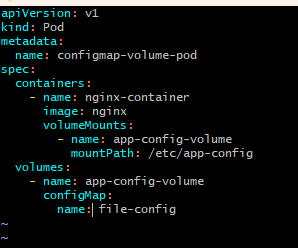 apiVersion: v1
kind: Pod
metadata:
  name: configmap-volume-pod
spec:
  containers:
    - name: nginx-container
      image: nginx
      volumeMounts:
        - name: app-config-volume
          mountPath: /etc/app-config
  volumes:
    - name: app-config-volume
      configMap:
        name: file-config
~
~